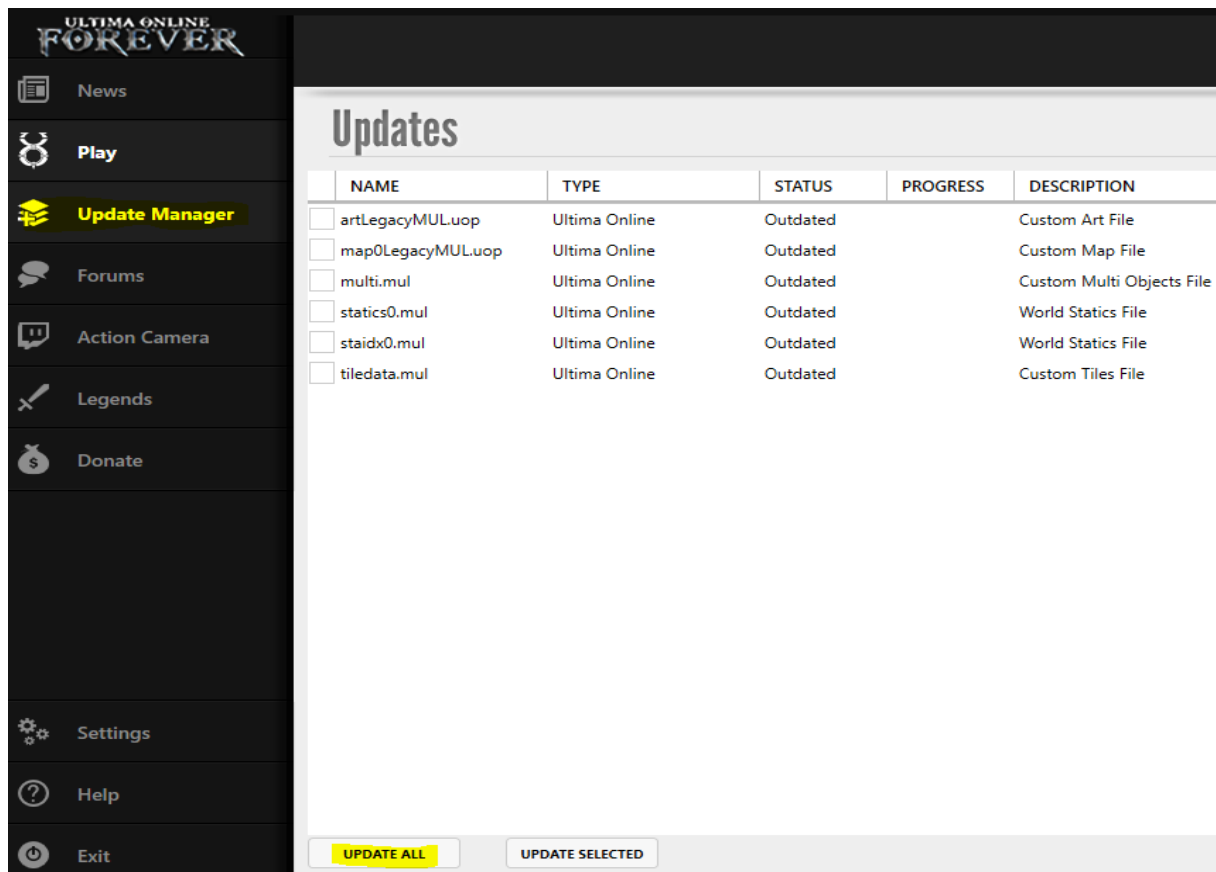 ULTIMA ONLINE
FOREVER
News
Play
Update Manager
Forums
Action Camera
Legends
Donate
Settings
Help
Exit
Updates
NAME TYPE STATUS PROGRESS DESCRIPTION
artLegacyMUL.uop Ultima Online Outdated Custom Art File
map0LegacyMUL.uop Ultima Online Outdated Custom Map File
multi.mul Ultima Online Outdated Custom Multi Objects File
statics0.mul Ultima Online Outdated World Statics File
staidx0.mul Ultima Online Outdated World Statics File
tiledata.mul Ultima Online Outdated Custom Tiles File
UPDATE ALL UPDATE SELECTED